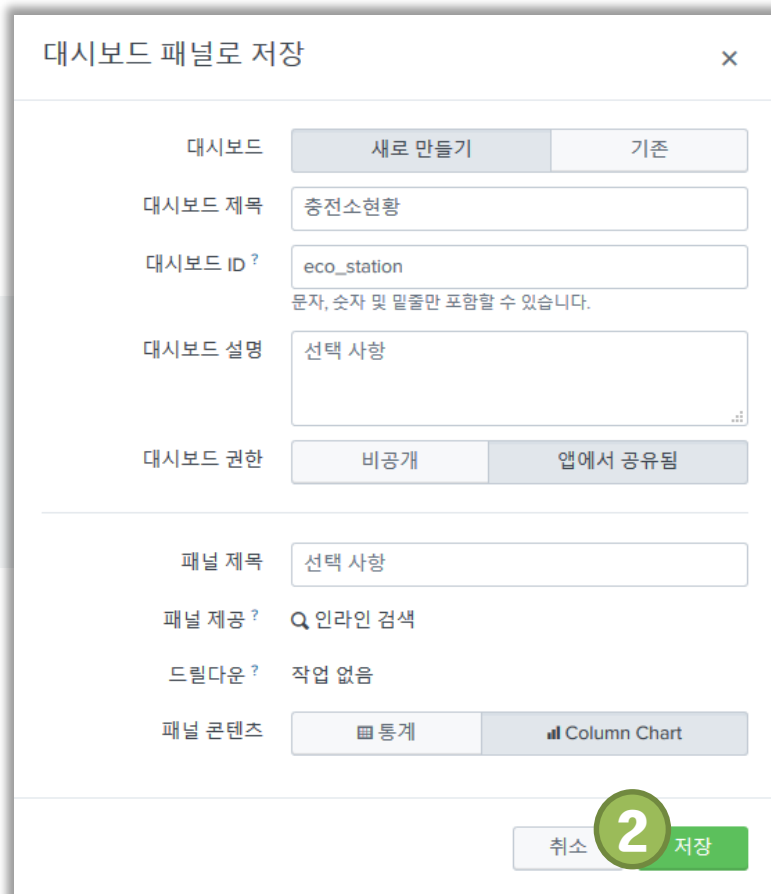 대시보드 패널로 저장 ×
대시보드 새로 만들기 기존
대시보드 제목 충전소현황
대시보드 ID ? eco_station
문자, 숫자 및 밑줄만 포함할 수 있습니다.
대시보드 설명 선택 사항
대시보드 권한 비공개 앱에서 공유됨
패널 제목 선택 사항
패널 제공 ? 인라인 검색
드릴다운 ? 작업 없음
패널 콘텐츠 통계 Column Chart
취소 2 저장